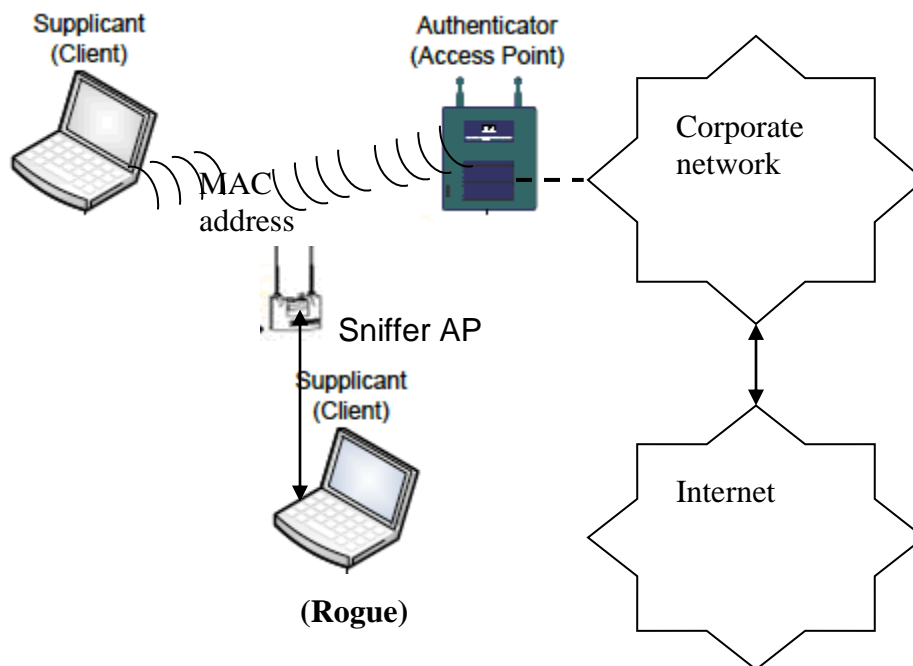 Supplicant
(Client)
Authenticator
(Access Point)
Corporate
network
MAC
address
Sniffer AP
Supplicant
(Client)
Internet
(Rogue)